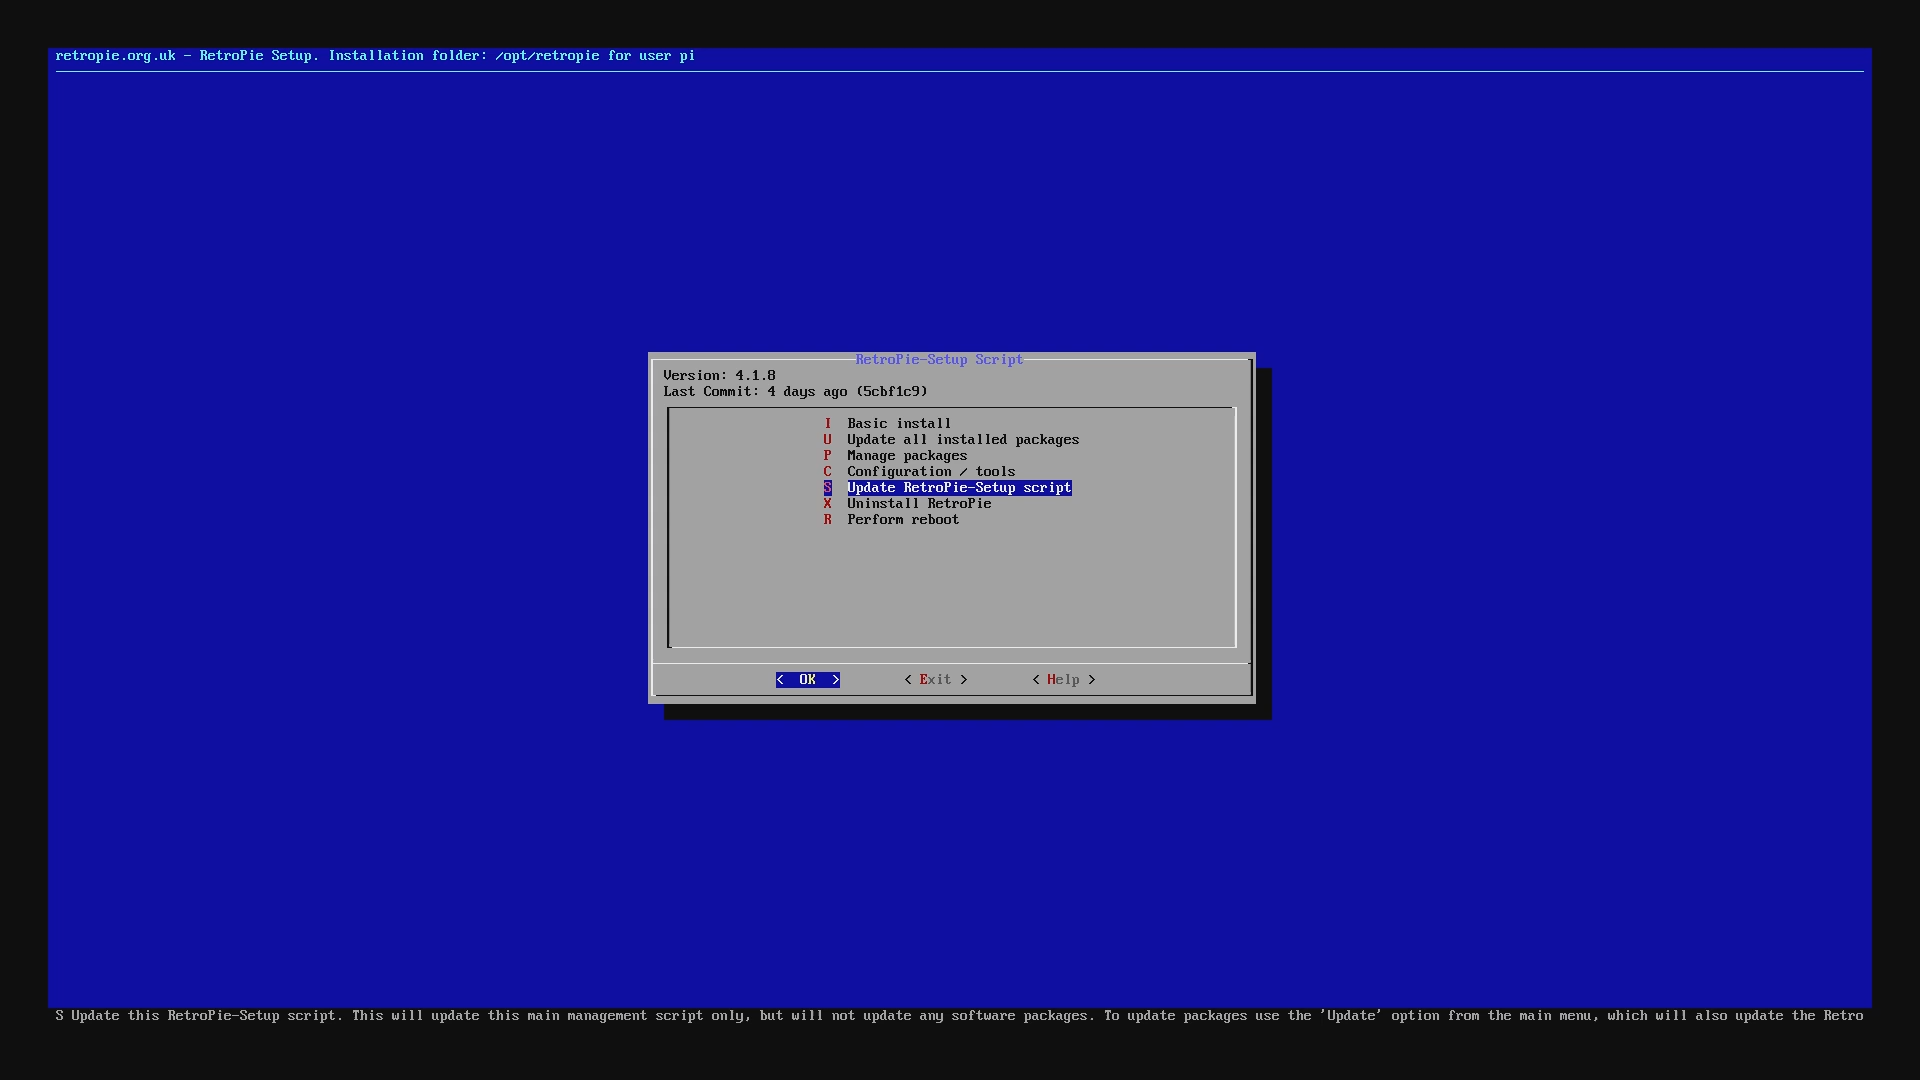 retropie.org.uk - RetroPie Setup. Installation folder: /opt/retropie for user pi
RetroPie-Setup Script
Version: 4.1.8
Last Commit: 4 days ago (5cbf1c9)
I Basic install
U Update all installed packages
P Manage packages
C Configuration / tools
S Update RetroPie-Setup script
X Uninstall RetroPie
R Perform reboot
< OK > < Exit > < Help >
S Update this RetroPie-Setup script. This will update this main management script only, but will not update any software packages. To update packages use the 'Update' option from the main menu, which will also update the Retro